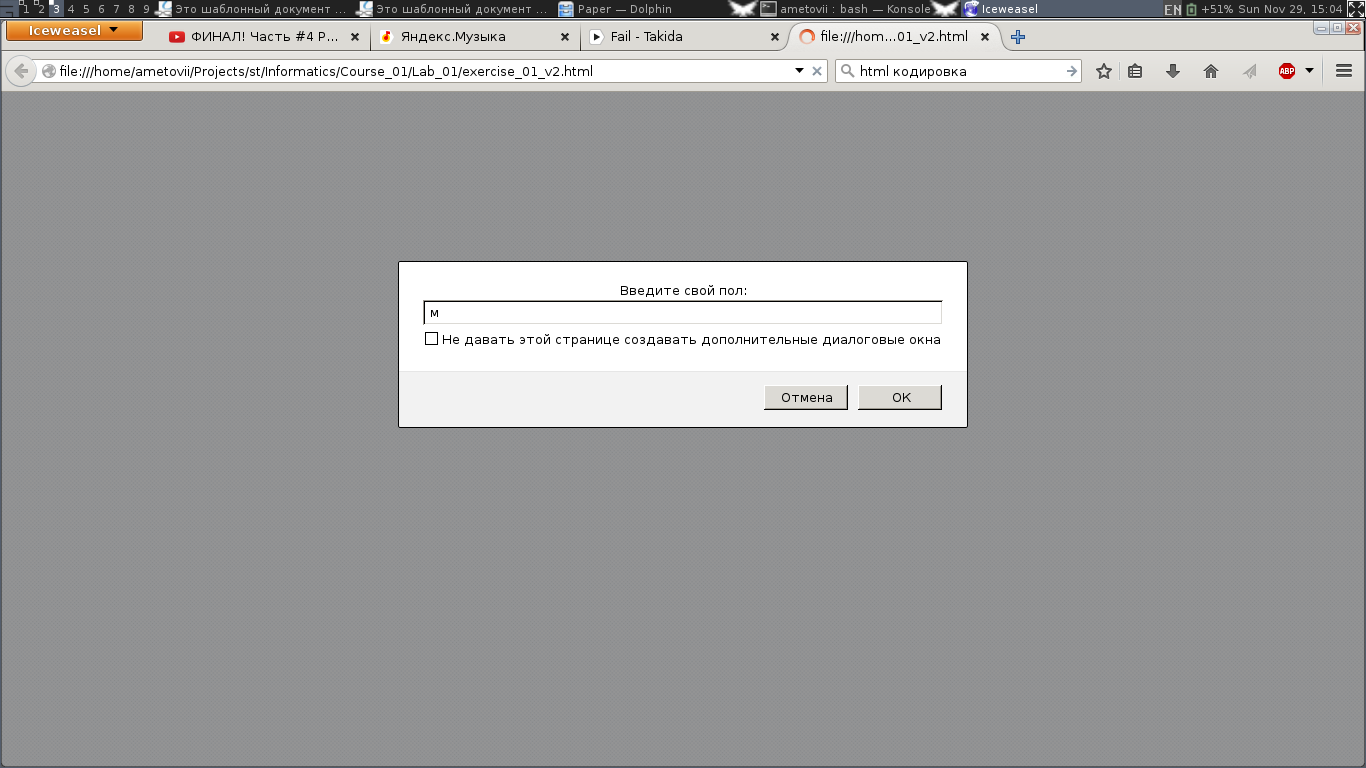 1 2 3 4 5 6 7 8 9 Это шаблонный документ ... Это шаблонный документ ... Paper — Dolphin ametovii : bash — Konsole Iceweasel EN +51% Sun Nov 29, 15:04
Iceweasel ФИНАЛ! Часть #4 P... Яндекс.Музыка Fail - Takida file:///hom...01_v2.html
file:///home/ametovii/Projects/st/Informatics/Course_01/Lab_01/exercise_01_v2.html html кодировка ABP
Введите свой пол:
м
Не давать этой странице создавать дополнительные диалоговые окна
Отмена OK